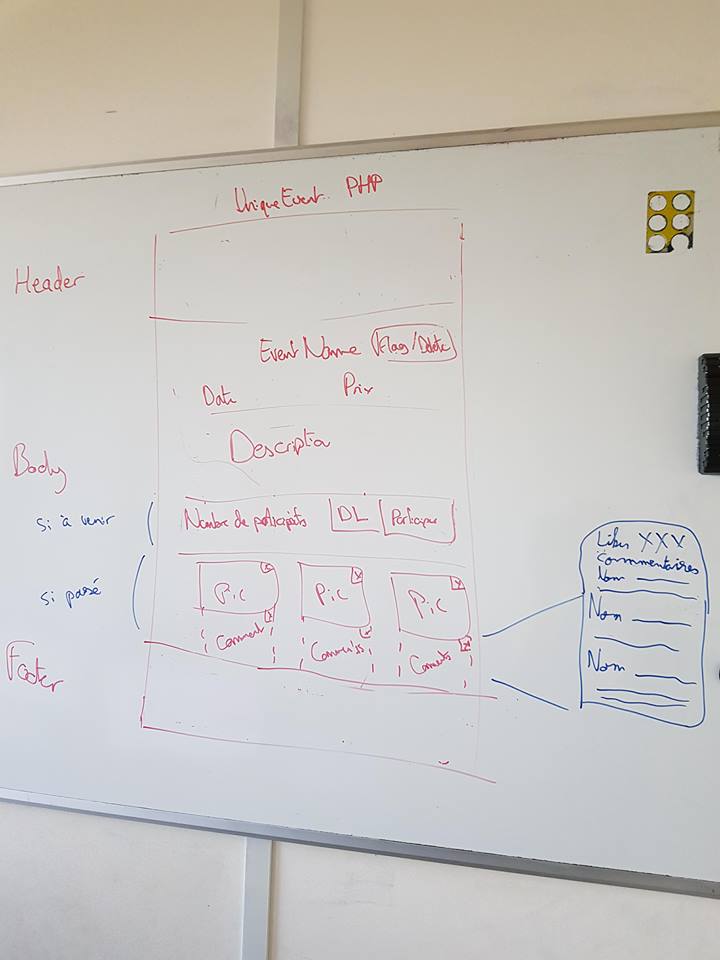 UniqueEvent PHP
Header
Event Name Flag/Delete
Date Prix
Descriptio
Body
si à venir
Nombre de participants DL Participer
si passé
Pic x Pic x Pic x
Comment x Comments x Comments x
Footer
Likes XXX
Commentaires
Nom
Nom
Nom